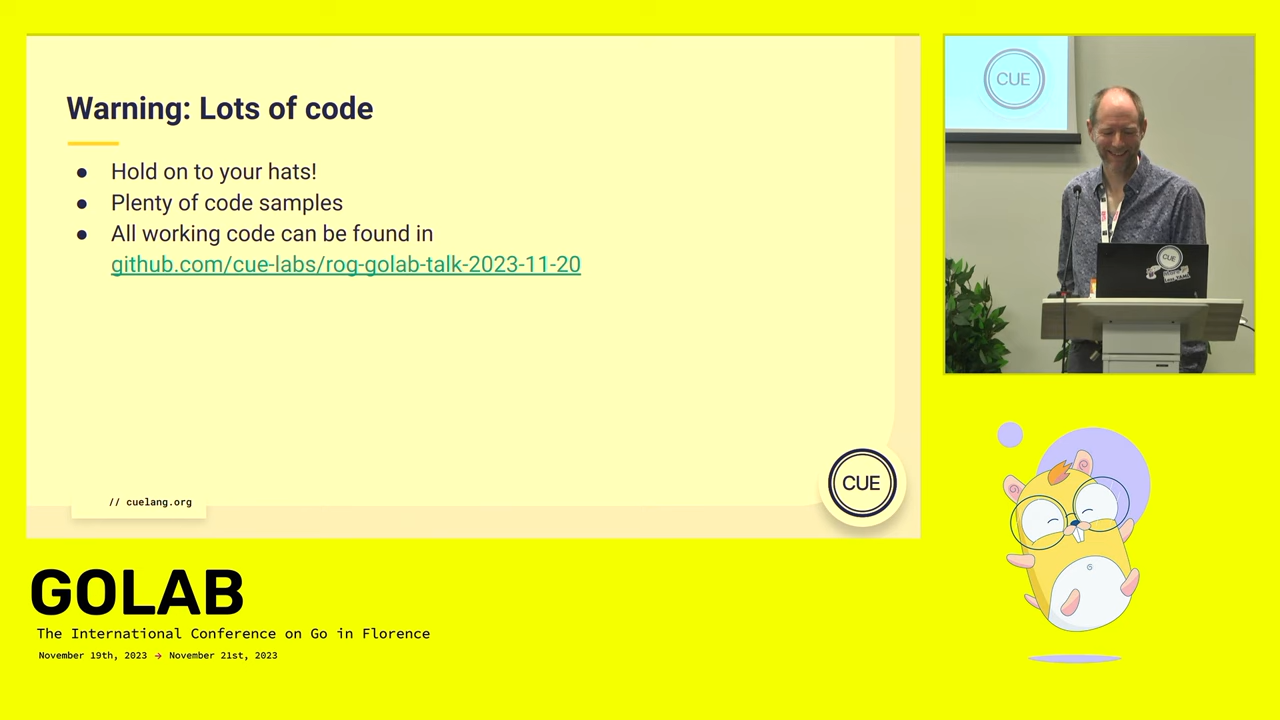 Warning: Lots of code
● Hold on to your hats!
● Plenty of code samples
● All working code can be found in
github.com/cue-labs/rog-golab-talk-2023-11-20
// cuelang.org
CUE
CUE
CUE
GOLAB
The International Conference on Go in Florence
November 19th, 2023 → November 21st, 2023